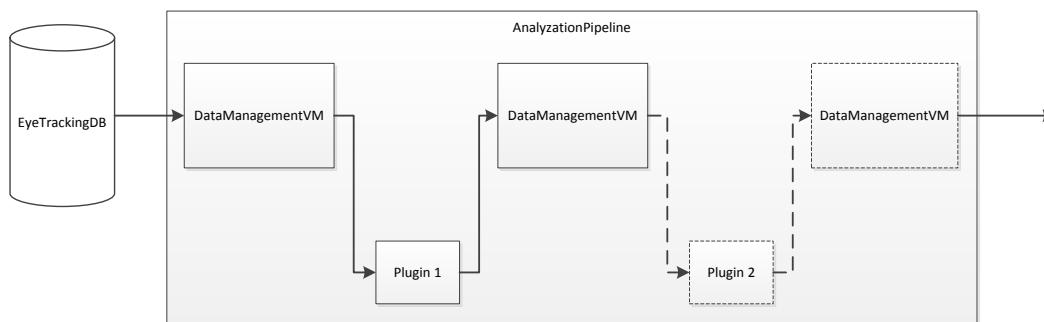 AnalyzationPipeline
EyeTrackingDB
DataManagementVM
DataManagementVM
DataManagementVM
Plugin 1
Plugin 2